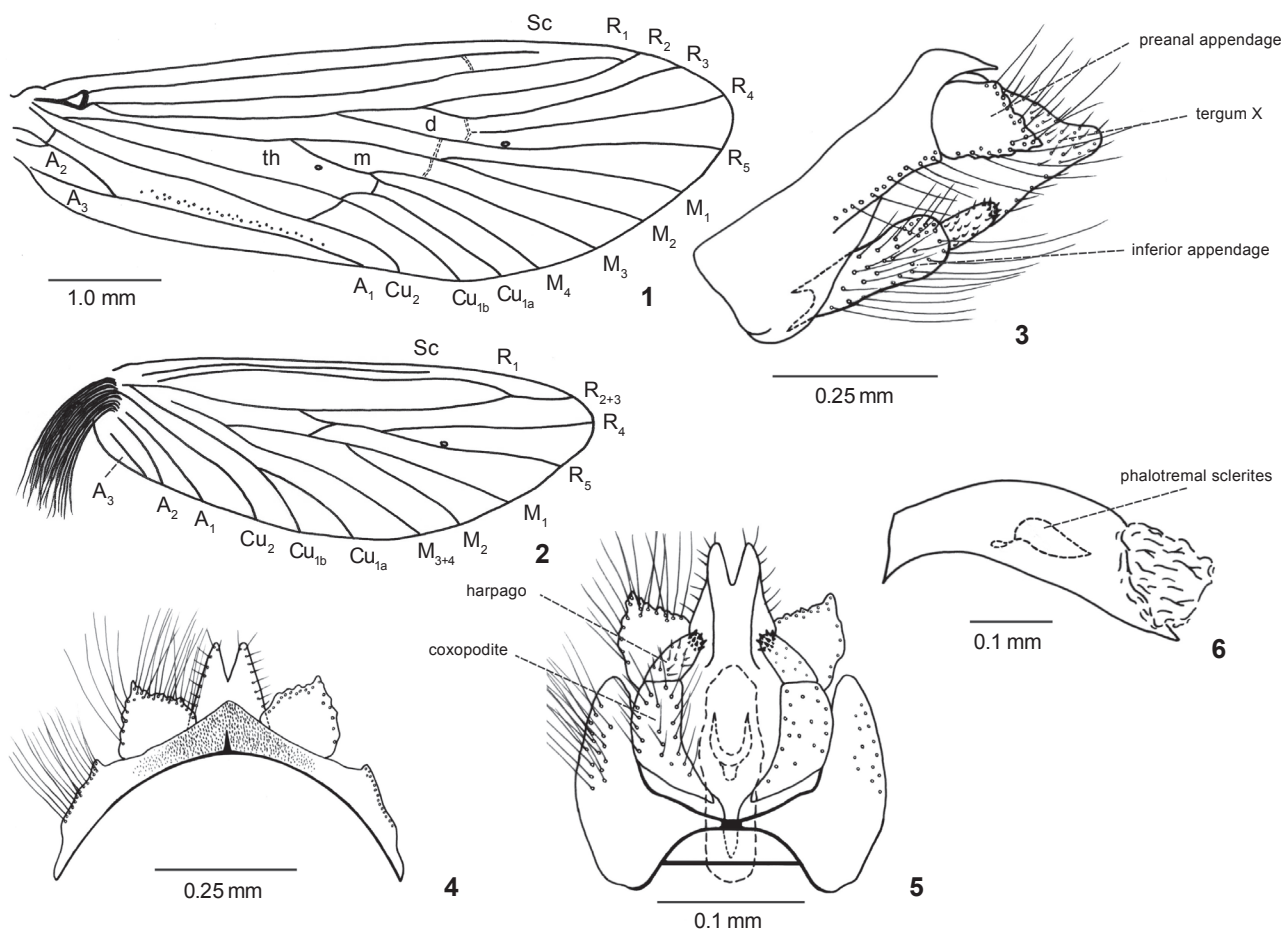 Sc
R1
R2
R3
R4
R5
d
th
m
A2
A3
M1
M2
M3
M4
Cu1a
Cu1b
Cu2
A1
1.0 mm
1
preanal appendage
tergum X
inferior appendage
0.25 mm
3
Sc
R1
R2+3
R4
R5
M1
M2
M3+4
Cu1a
Cu1b
Cu2
A1
A2
A3
2
phalotremal sclerites
0.1 mm
6
0.25 mm
4
harpago
coxopodite
0.1 mm
5